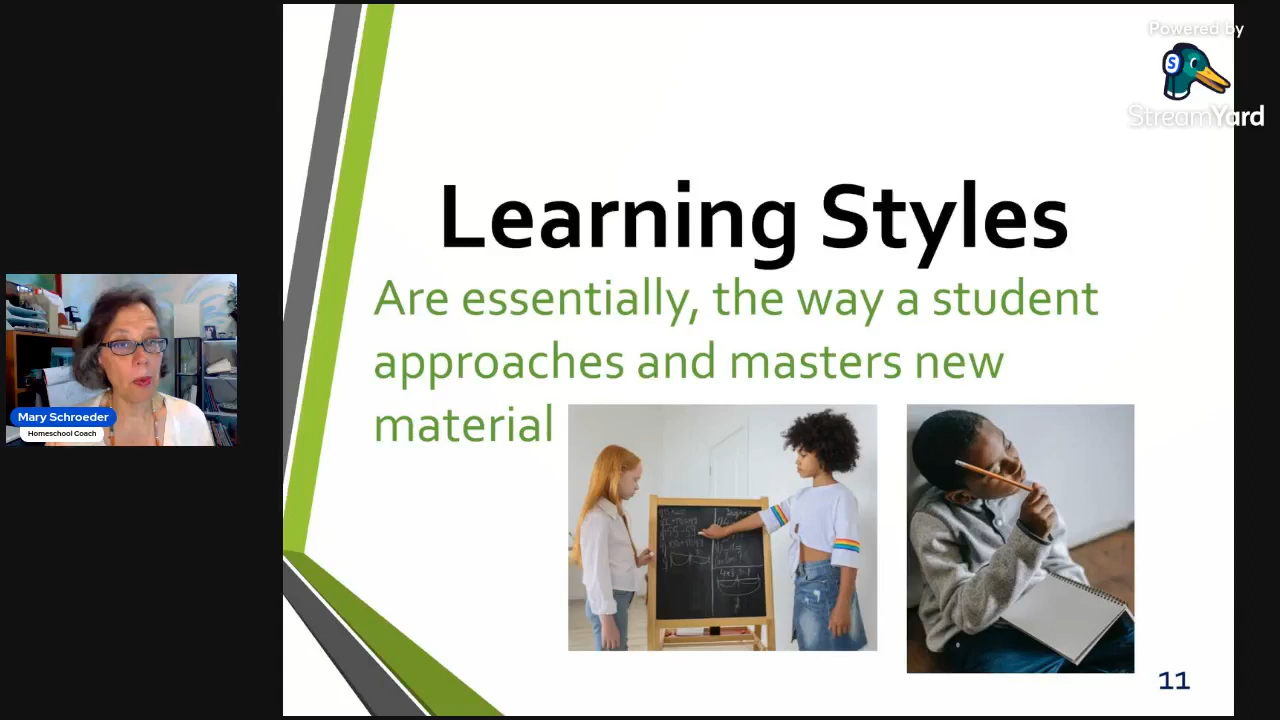 Powered by
S
StreamYard
Learning Styles
Are essentially, the way a student
approaches and masters new
material
Mary Schroeder
Homeschool Coach
11